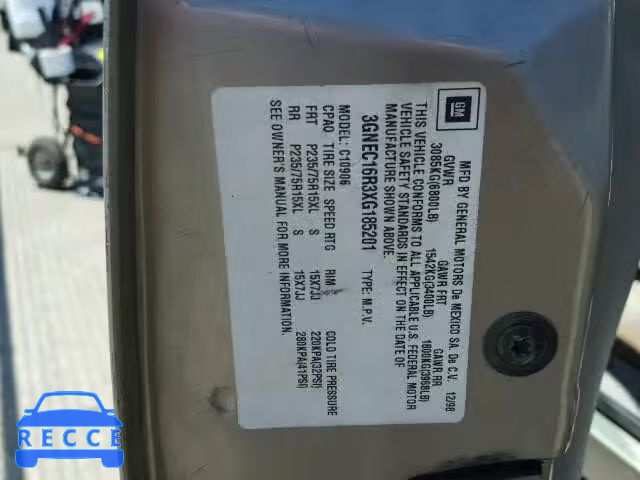 GM
MFD BY GENERAL MOTORS De MEXICO SA. De C.V. 12/98
GVWR GAWR FRT GAWR RR
3085KG(6800LB) 1542KG(3400LB) 1800KG(3968LB)
THIS VEHICLE CONFORMS TO ALL APPLICABLE U.S. FEDERAL MOTOR
VEHICLE SAFETY STANDARDS IN EFFECT ON THE DATE OF
MANUFACTURE SHOWN ABOVE.
3GNEC16R3XG185201 TYPE: M.P.V.
MODEL: C10906
CPAO TIRE SIZE SPEED RTG RIM COLD TIRE PRESSURE
FRT P235/75R15XL S 15X7JJ 220KPA(32PSI)
RR P235/75R15XL S 15X7JJ 280KPA(41PSI)
SEE OWNER'S MANUAL FOR MORE INFORMATION.
RECCE